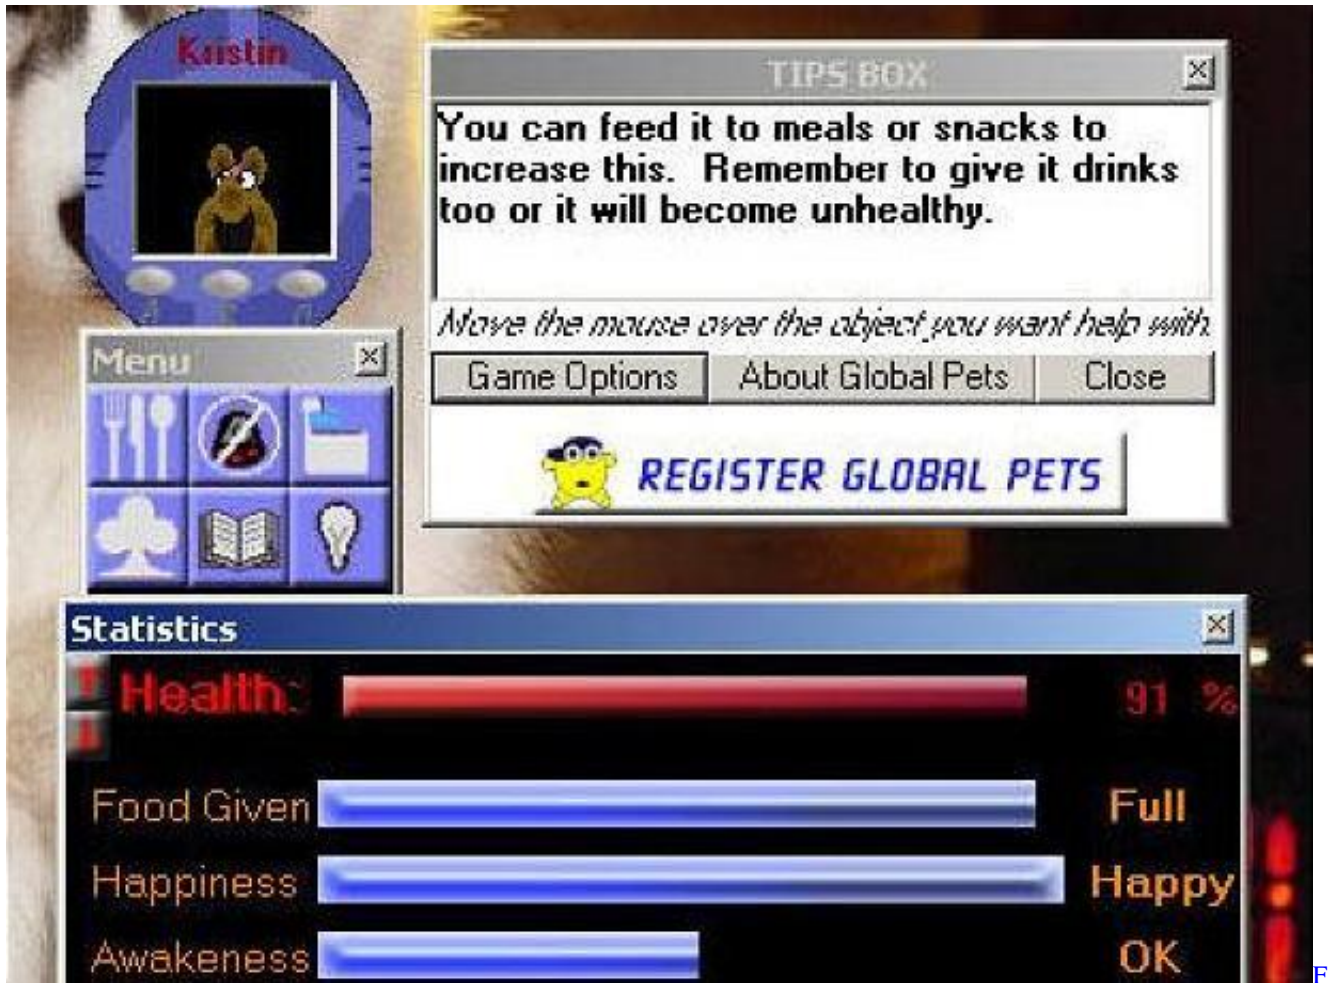 Kristin
TIPS BOX
You can feed it to meals or snacks to
increase this. Remember to give it drinks
too or it will become unhealthy.
Move the mouse over the object you want help with.
Game Options
About Global Pets
Close
REGISTER GLOBAL PETS
Menu
Statistics
Health: 91 %
Food Given Full
Happiness Happy
Awakeness OK
F